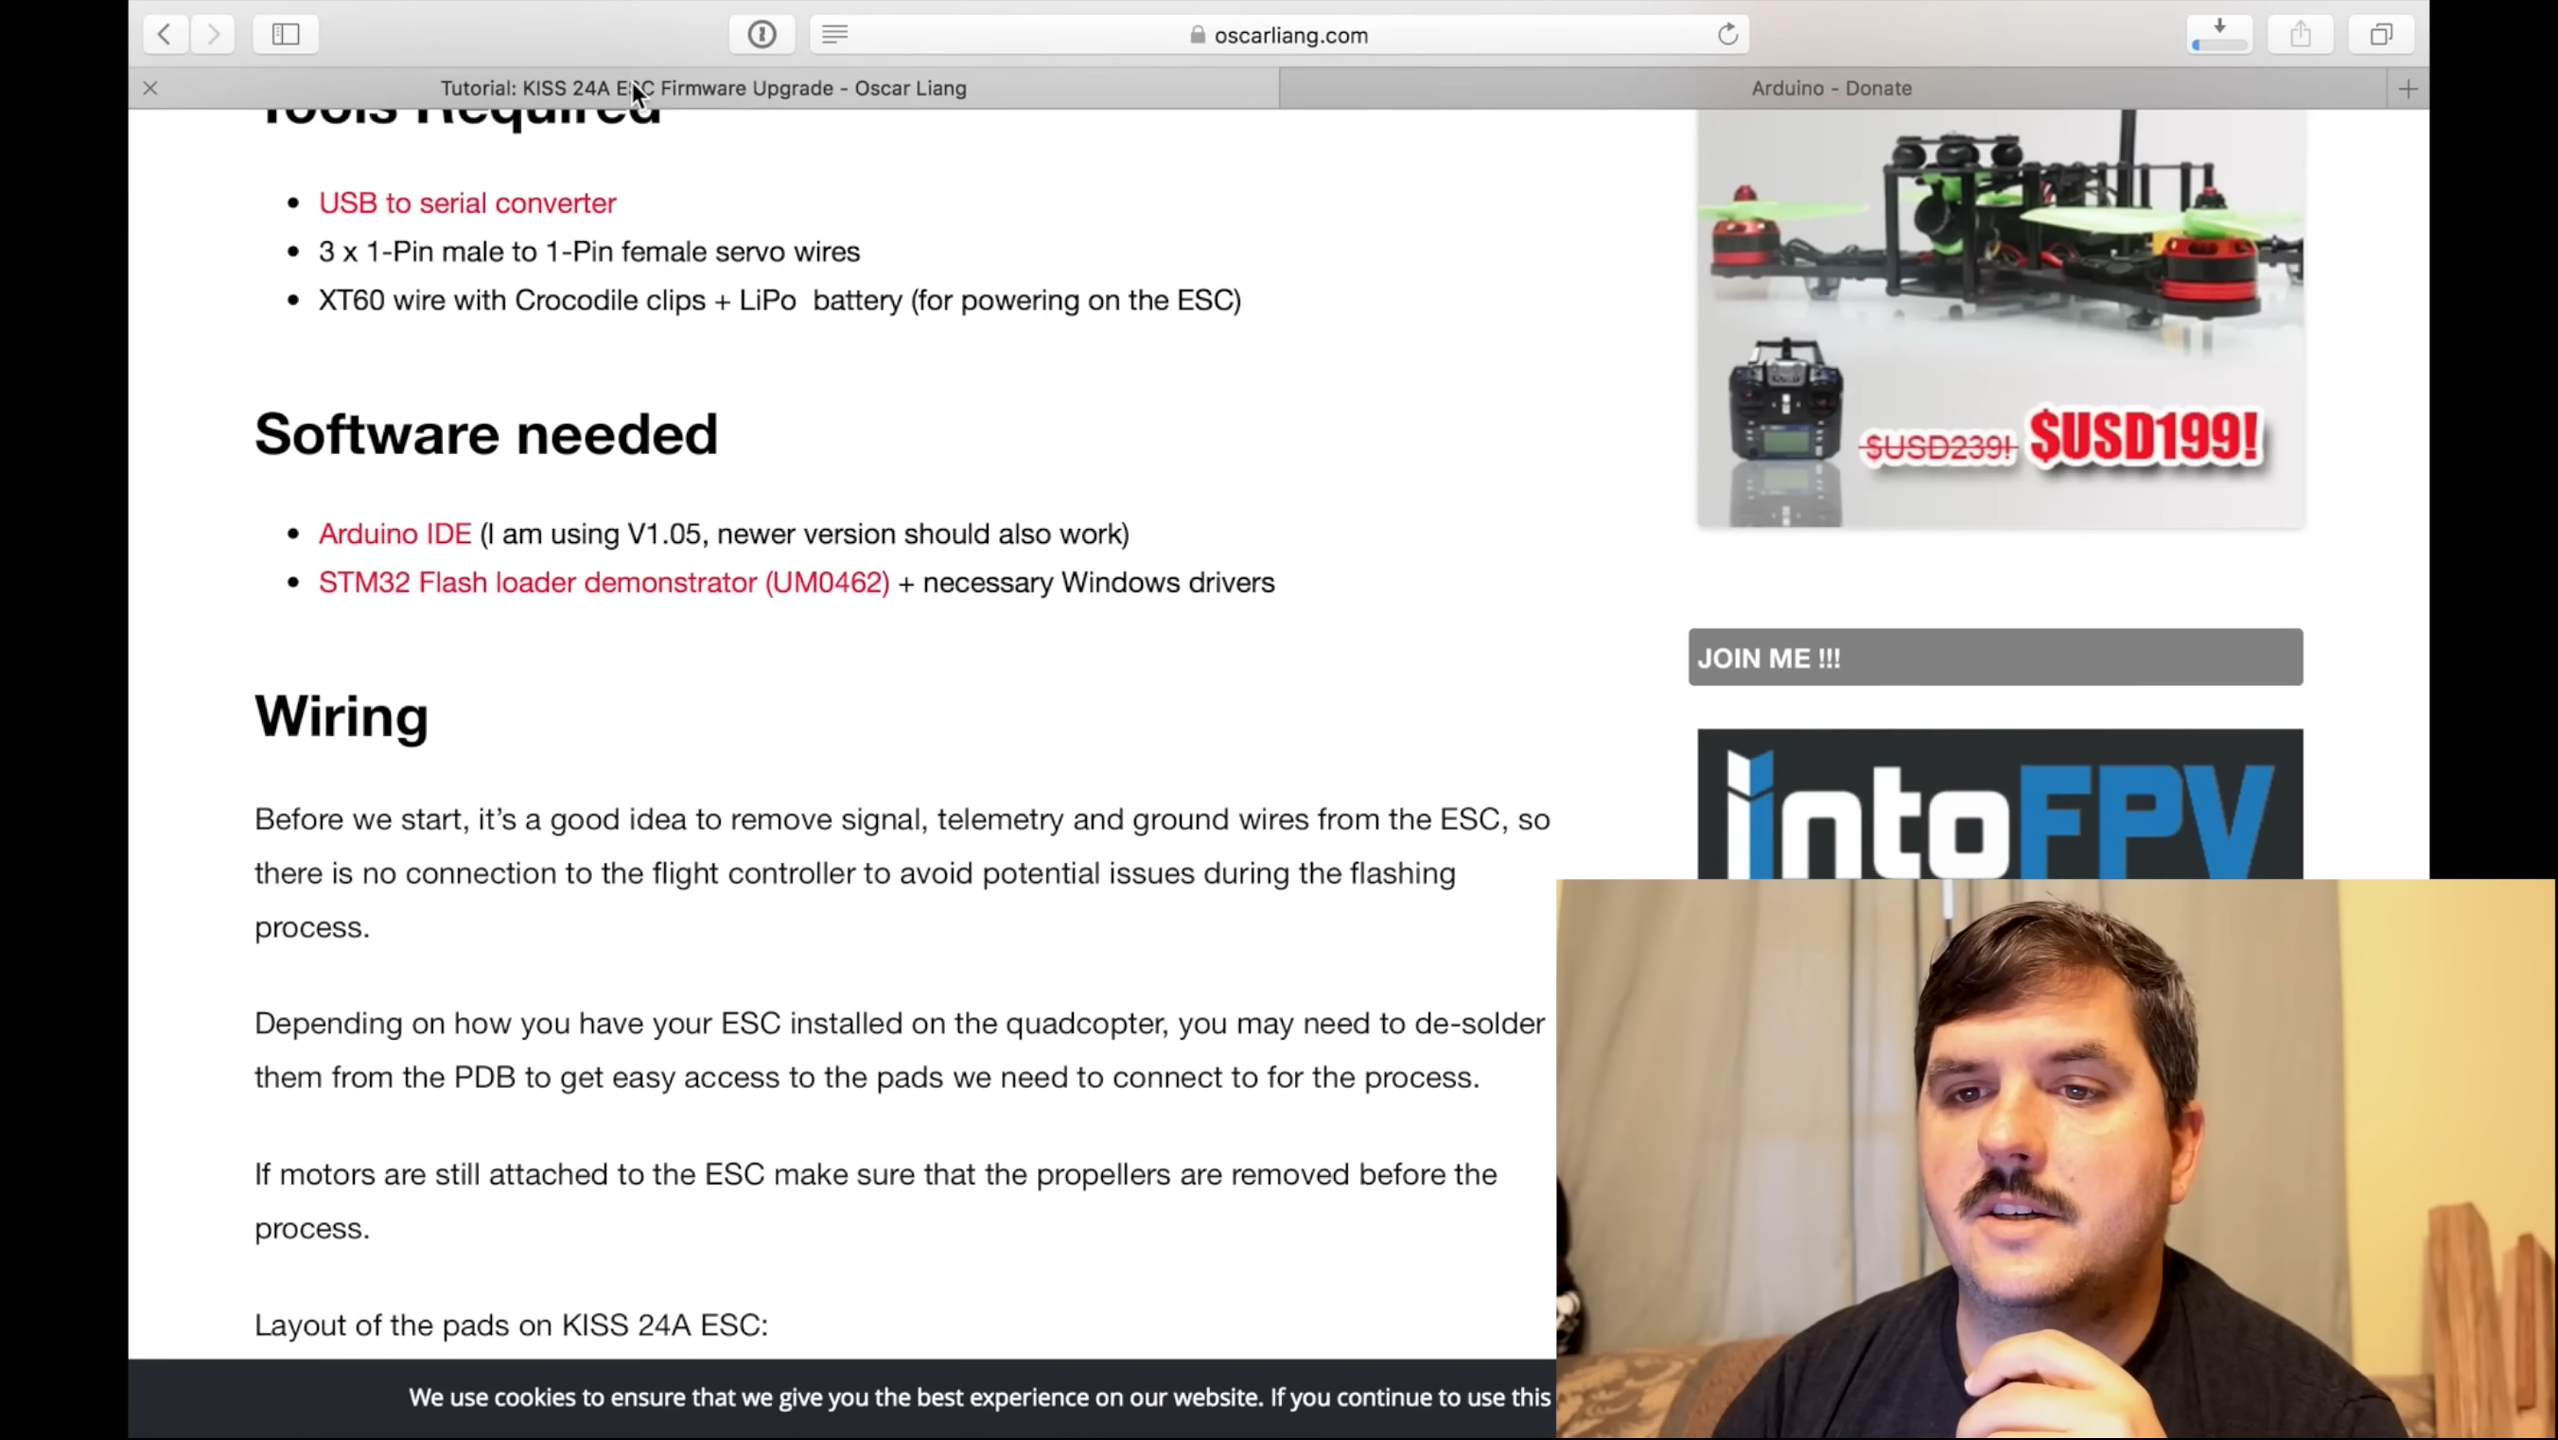 oscarliang.com
Tutorial: KISS 24A ESC Firmware Upgrade - Oscar Liang
Arduino - Donate
Tools Required
USB to serial converter
3 x 1-Pin male to 1-Pin female servo wires
XT60 wire with Crocodile clips + LiPo battery (for powering on the ESC)
Software needed
Arduino IDE (I am using V1.05, newer version should also work)
STM32 Flash loader demonstrator (UM0462) + necessary Windows drivers
Wiring
Before we start, it's a good idea to remove signal, telemetry and ground wires from the ESC, so
there is no connection to the flight controller to avoid potential issues during the flashing
process.
Depending on how you have your ESC installed on the quadcopter, you may need to de-solder
them from the PDB to get easy access to the pads we need to connect to for the process.
If motors are still attached to the ESC make sure that the propellers are removed before the
process.
Layout of the pads on KISS 24A ESC:
We use cookies to ensure that we give you the best experience on our website. If you continue to use this
$USD239! $USD199!
JOIN ME !!!
intoFPV